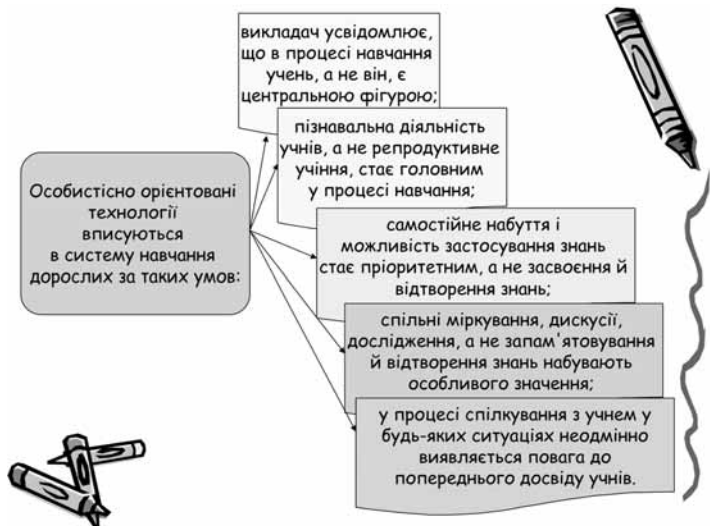 викладач усвідомлює,
що в процесі навчання
учень, а не він, є
центральною фігурою;
пізнавальна діяльність
учнів, а не репродуктивне
учіння, стає головним
у процесі навчання;
Особистісно орієнтовані
технології
вписуються
в систему навчання
дорослих за таких умов:
самостійне набуття і
можливість застосування знань
стає пріоритетним, а не засвоєння й
відтворення знань;
спільні міркування, дискусії,
дослідження, а не запам'ятовування
й відтворення знань набувають
особливого значення;
у процесі спілкування з учнем у
будь-яких ситуаціях неодмінно
виявляється повага до
попереднього досвіду учнів.